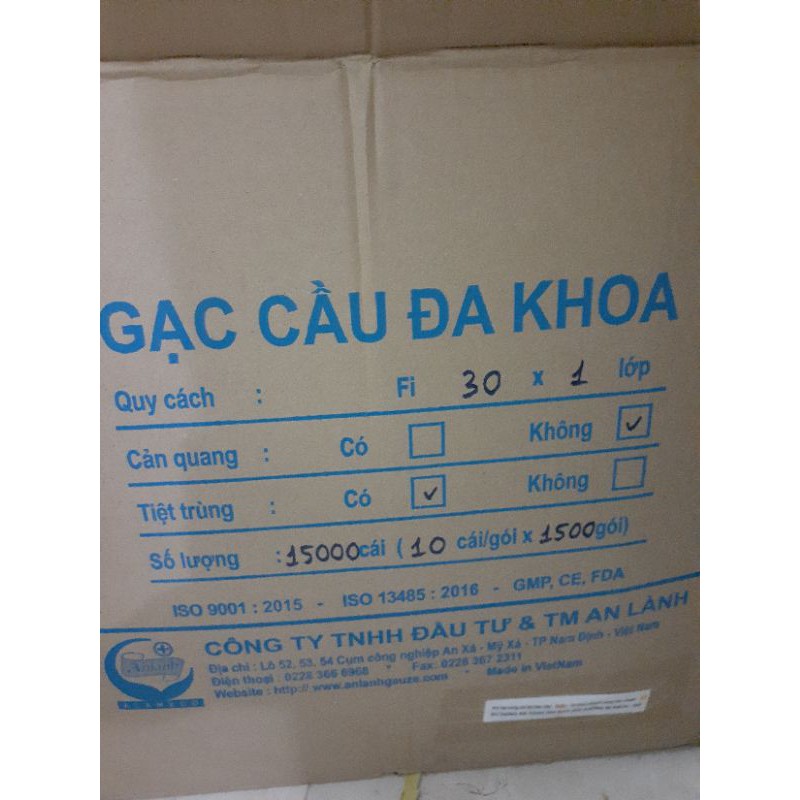 GẠC CẦU ĐA KHOA
Quy cách : Fi 30 x 1 lớp
Cản quang : Có Không ✓
Tiệt trùng : Có ✓ Không
Số lượng : 15000 cái ( 10 cái/gói x 1500 gói)
ISO 9001 : 2015 - ISO 13485 : 2016 - GMP, CE, FDA
CÔNG TY TNHH ĐẦU TƯ & TM AN LÀNH
Địa chỉ : Lô 52, 53, 54 Cụm công nghiệp An Xá - Mỹ Xá - TP Nam Định - Việt Nam
Điện thoại : 0228 366 6968 - Fax: 0228 367 2311
Website : http:// www.anlanhgauze.com - Made in VietNam
Anlanh